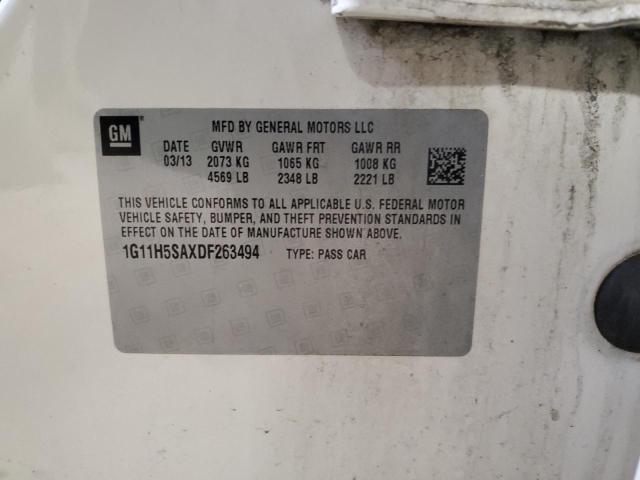 GM
MFD BY GENERAL MOTORS LLC
DATE GVWR GAWR FRT GAWR RR
03/13 2073 KG 1065 KG 1008 KG
4569 LB 2348 LB 2221 LB
THIS VEHICLE CONFORMS TO ALL APPLICABLE U.S. FEDERAL MOTOR
VEHICLE SAFETY, BUMPER, AND THEFT PREVENTION STANDARDS IN
EFFECT ON THE DATE OF MANUFACTURE SHOWN ABOVE.
1G11H5SAXDF263494 TYPE: PASS CAR